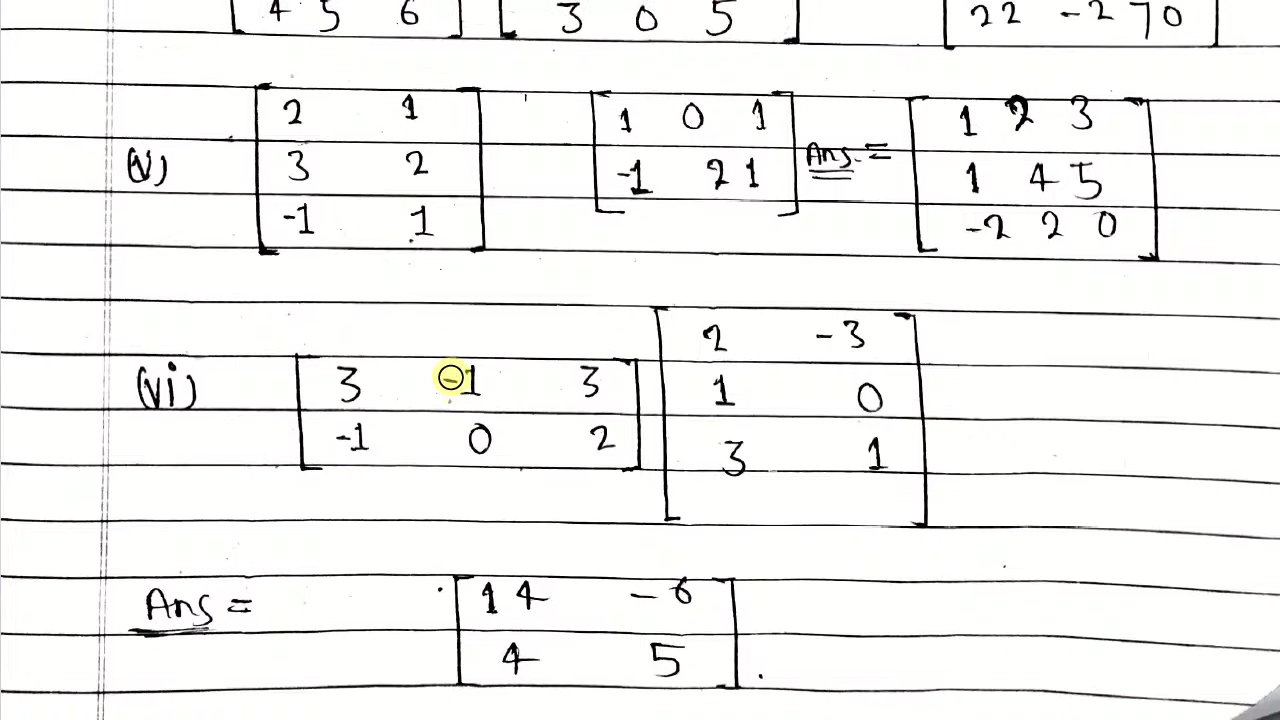 4 5 6 3 0 5 22 -2 70
2 1 1 0 1 1 2 3
(v) 3 2 -1 2 1 Ans. = 1 4 5
-1 1 -2 2 0
2 -3
(vi) 3 -1 3 1 0
-1 0 2 3 1
Ans = 14 -6
4 5 .